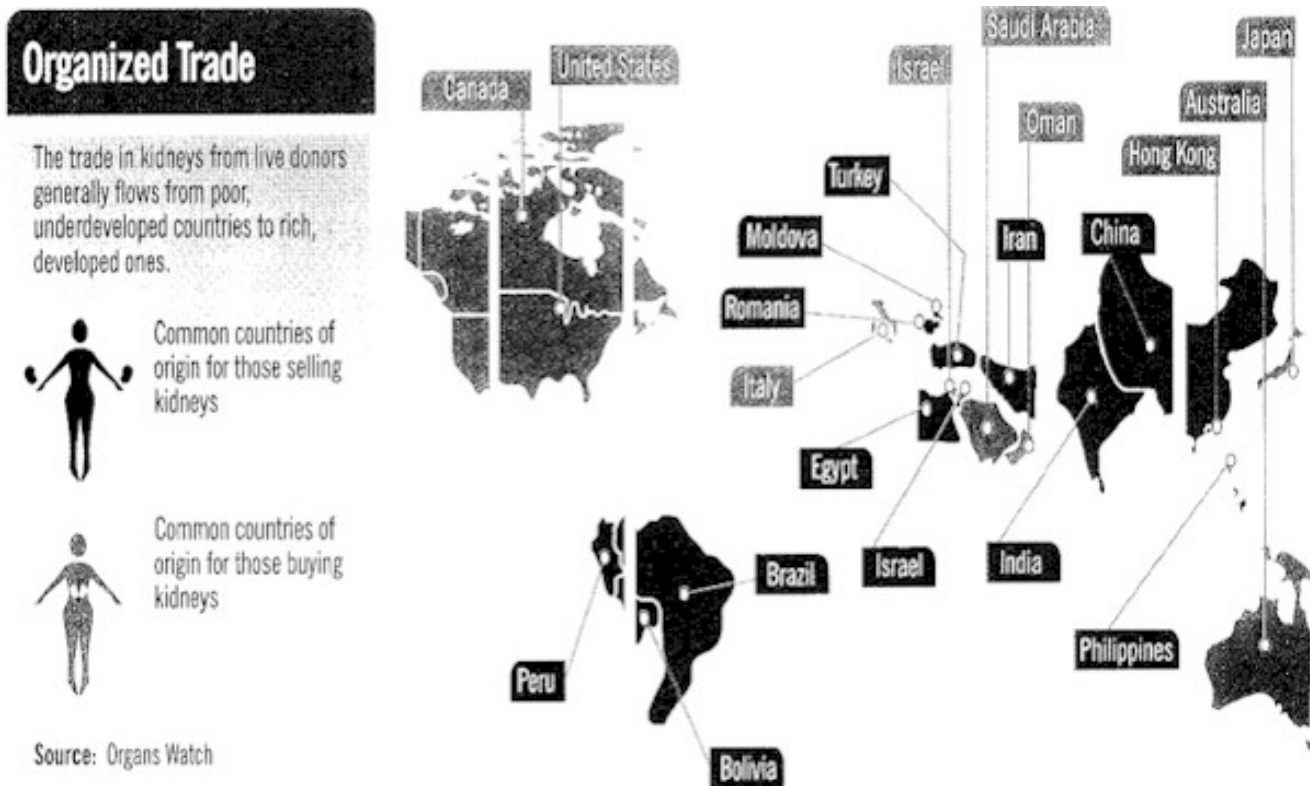 Organized Trade
The trade in kidneys from live donors
generally flows from poor,
underdeveloped countries to rich,
developed ones.
Common countries of
origin for those selling
kidneys
Common countries of
origin for those buying
kidneys
Source: Organs Watch
Canada
United States
Israel
Saudi Arabia
Japan
Australia
Oman
Hong Kong
Turkey
Moldova
Iran
China
Romania
Italy
Egypt
Israel
India
Brazil
Philippines
Peru
Bolivia